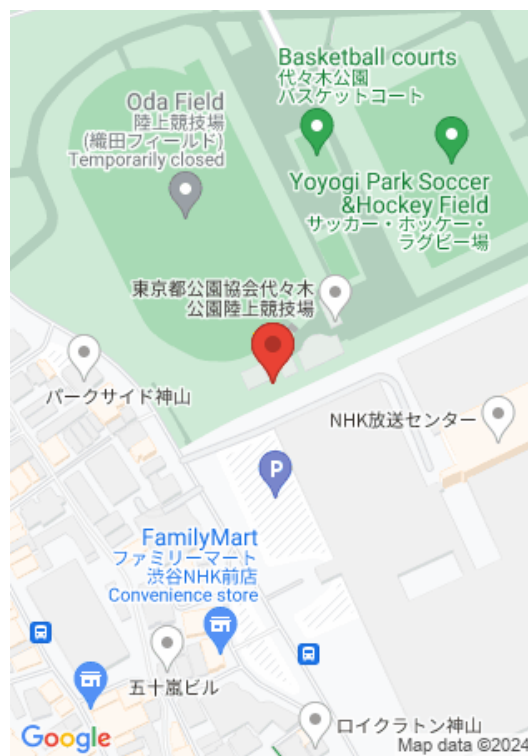 Basketball courts
代々木公園
バスケットコート
Oda Field
陸上競技場
(織田フィールド)
Temporarily closed
Yoyogi Park Soccer
&Hockey Field
サッカー・ホッケー・
ラグビー場
東京都公園協会代々木
公園陸上競技場
パークサイド神山
NHK放送センター
P
FamilyMart
ファミリーマート
渋谷NHK前店
Convenience store
五十嵐ビル
ロイクラトン神山
Google
Map data ©2024